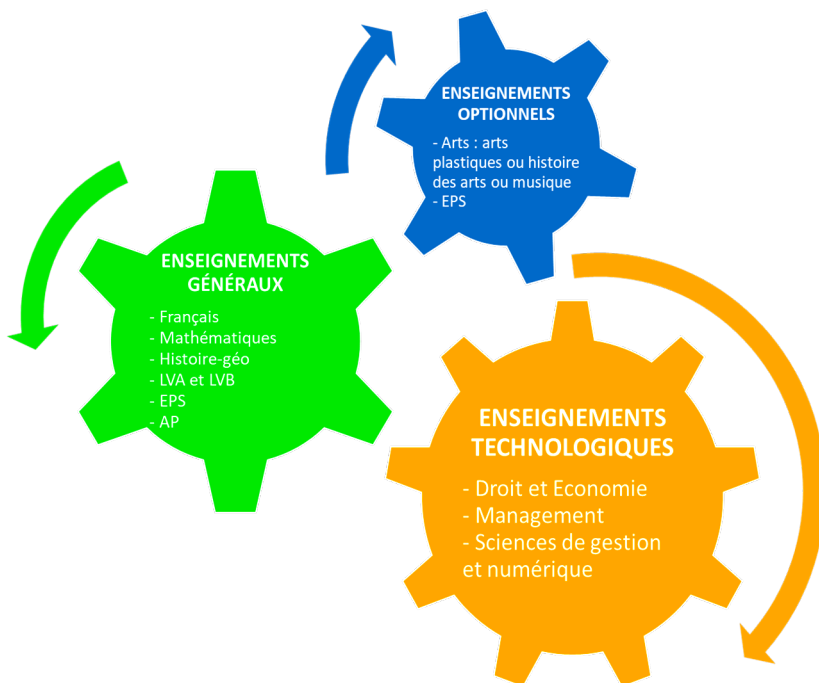 ENSEIGNEMENTS
OPTIONNELS
- Arts : arts
plastiques ou histoire
des arts ou musique
- EPS
ENSEIGNEMENTS
GÉNÉRAUX
- Français
- Mathématiques
- Histoire-géo
- LVA et LVB
- EPS
- AP
ENSEIGNEMENTS
TECHNOLOGIQUES
- Droit et Economie
- Management
- Sciences de gestion
et numérique